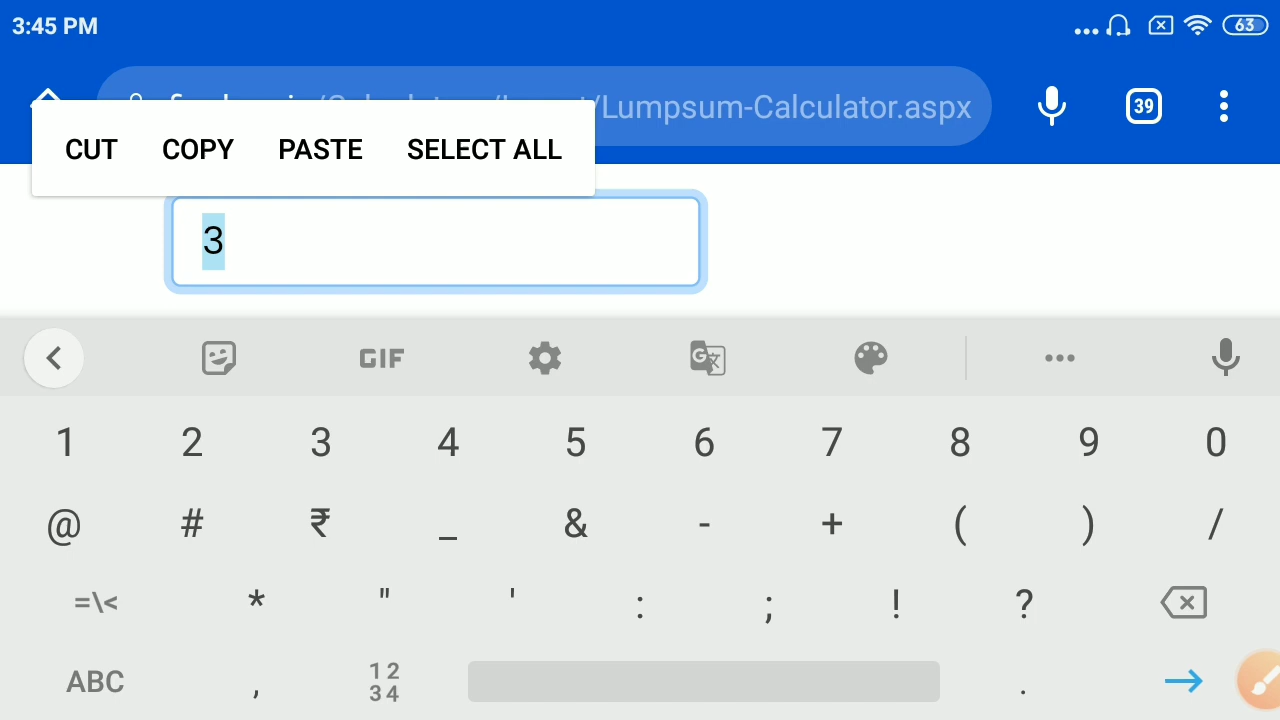 3:45 PM
63
/Lumpsum-Calculator.aspx
39
CUT COPY PASTE SELECT ALL
3
GIF
1 2 3 4 5 6 7 8 9 0
@ # ₹ _ & - + ( ) /
=\< * " ' : ; ! ?
ABC , 12 34 .